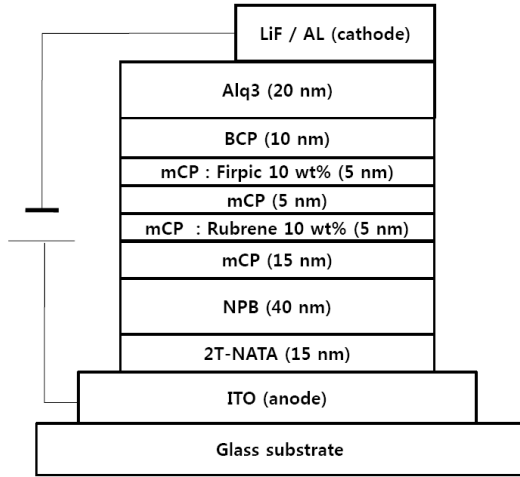 LiF / AL (cathode)
Alq3 (20 nm)
BCP (10 nm)
mCP : Firpic 10 wt% (5 nm)
mCP (5 nm)
mCP : Rubrene 10 wt% (5 nm)
mCP (15 nm)
NPB (40 nm)
2T-NATA (15 nm)
ITO (anode)
Glass substrate